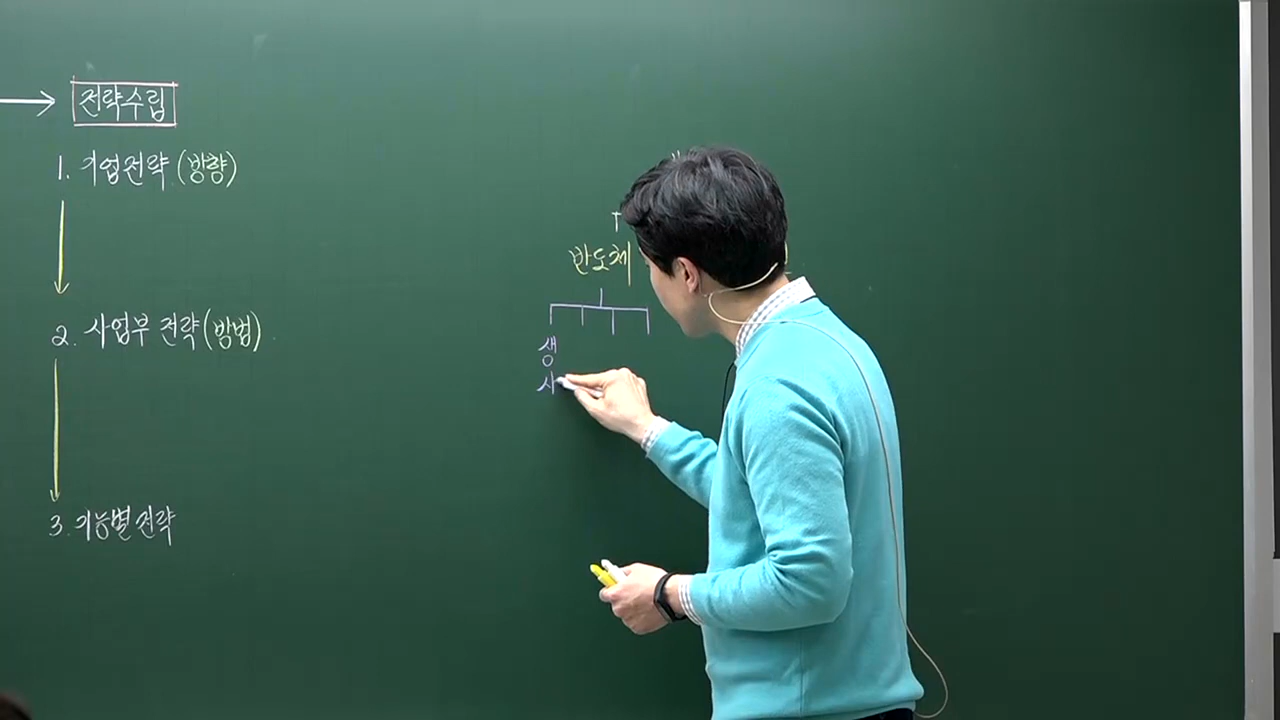 전략수립
1. 기업전략 (방향)
2. 사업부 전략 (방법)
3. 기능별 전략
반도체
생
사